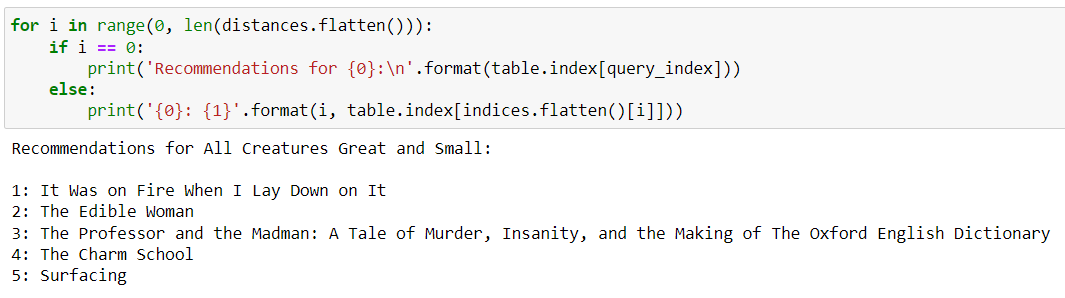 for i in range(0, len(distances.flatten())):
    if i == 0:
        print('Recommendations for {0}:\n'.format(table.index[query_index]))
    else:
        print('{0}: {1}'.format(i, table.index[indices.flatten()[i]]))
Recommendations for All Creatures Great and Small:
1: It Was on Fire When I Lay Down on It
2: The Edible Woman
3: The Professor and the Madman: A Tale of Murder, Insanity, and the Making of The Oxford English Dictionary
4: The Charm School
5: Surfacing